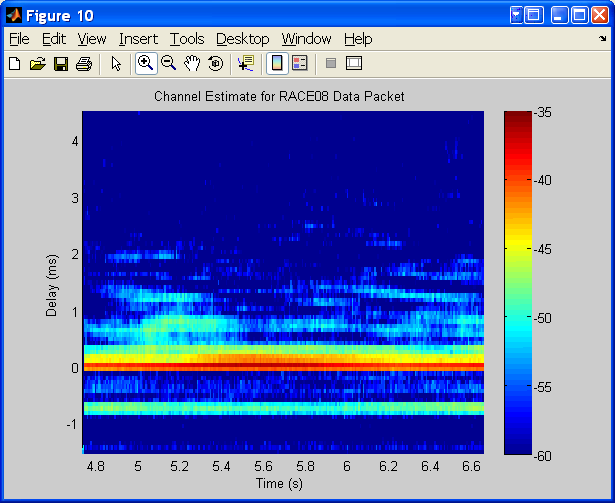 Figure 10
File Edit View Insert Tools Desktop Window Help
Channel Estimate for RACE08 Data Packet
4
3
2
1
0
-1
Delay (ms)
4.8 5 5.2 5.4 5.6 5.8 6 6.2 6.4 6.6
Time (s)
-35
-40
-45
-50
-55
-60